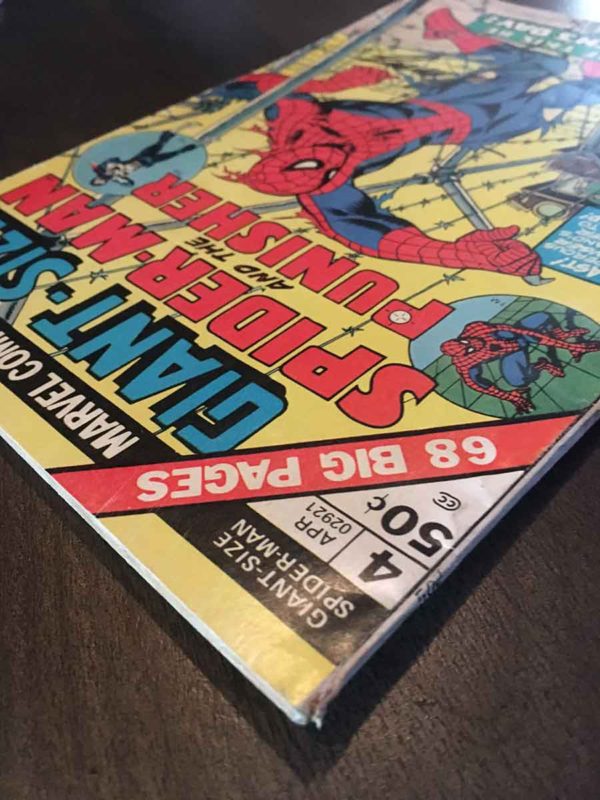 GIANT-SIZE
SPIDER-MAN
4
APR
02921
50¢
CC
68 BIG PAGES
MARVEL COMI
GIANT-SIZE
SPIDER-MAN
AND THE
PUNISHER